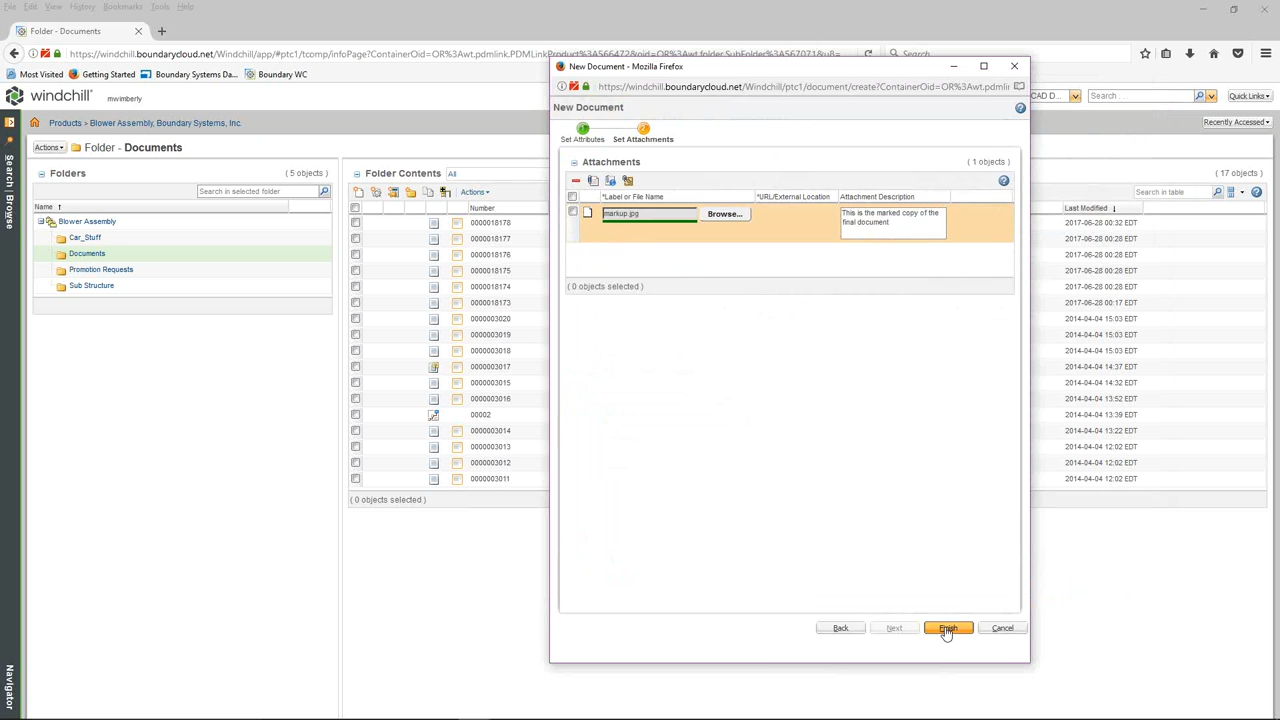 File Edit View History Bookmarks Tools Help
Folder - Documents
https://windchill.boundarycloud.net/Windchill/app/#ptc1/tcomp/infoPage?ContainerOid=OR%3Awt.pdmlink.PDMLinkProduct%3A566472&oid=OR%3Awt.folder.SubFolder%3A567071&u8=
Search
Most Visited Getting Started Boundary Systems Da... Boundary WC
windchill mwimberly
CAD D... Search . . . Quick Links
Products > Blower Assembly, Boundary Systems, Inc.
Recently Accessed
Actions Folder - Documents
Search | Browse
Navigator
Folders ( 5 objects )
Search in selected folder
Name ↑
Blower Assembly
Car_Stuff
Documents
Promotion Requests
Sub Structure
Folder Contents All ( 17 objects )
Actions Search in table
Number Last Modified ↓
0000018178 2017-06-28 00:32 EDT
0000018177 2017-06-28 00:28 EDT
0000018176 2017-06-28 00:28 EDT
0000018175 2017-06-28 00:28 EDT
0000018174 2017-06-28 00:28 EDT
0000018173 2017-06-28 00:17 EDT
0000003020 2014-04-04 15:03 EDT
0000003019 2014-04-04 15:03 EDT
0000003018 2014-04-04 15:03 EDT
0000003017 2014-04-04 14:37 EDT
0000003015 2014-04-04 14:32 EDT
0000003016 2014-04-04 13:52 EDT
00002 2014-04-04 13:39 EDT
0000003014 2014-04-04 13:22 EDT
0000003013 2014-04-04 12:02 EDT
0000003012 2014-04-04 12:02 EDT
0000003011 2014-04-04 12:02 EDT
( 0 objects selected )
New Document - Mozilla Firefox
https://windchill.boundarycloud.net/Windchill/ptc1/document/create?ContainerOid=OR%3Awt.pdmli
New Document
Set Attributes Set Attachments
Attachments ( 1 objects )
*Label or File Name *URL/External Location Attachment Description
markup.jpg Browse... This is the marked copy of the
final document
( 0 objects selected )
Back Next Finish Cancel